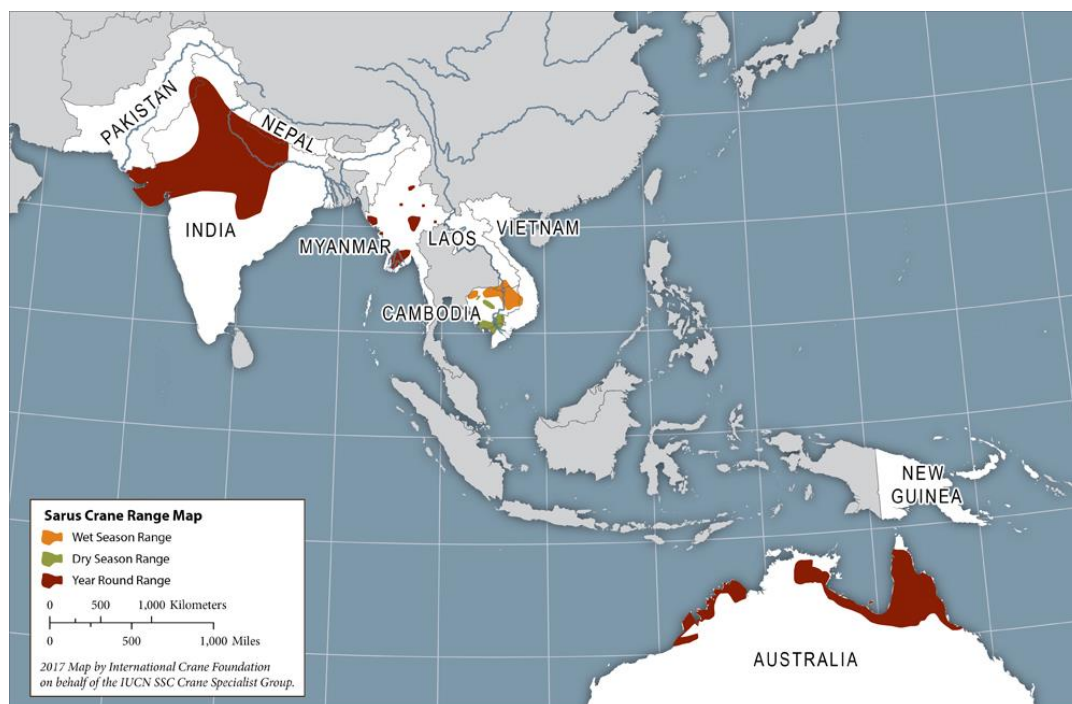 PAKISTAN
NEPAL
INDIA
MYANMAR
LAOS
VIETNAM
CAMBODIA
NEW
GUINEA
AUSTRALIA
Sarus Crane Range Map
Wet Season Range
Dry Season Range
Year Round Range
0 500 1,000 Kilometers
0 500 1,000 Miles
2017 Map by International Crane Foundation
on behalf of the IUCN SSC Crane Specialist Group.